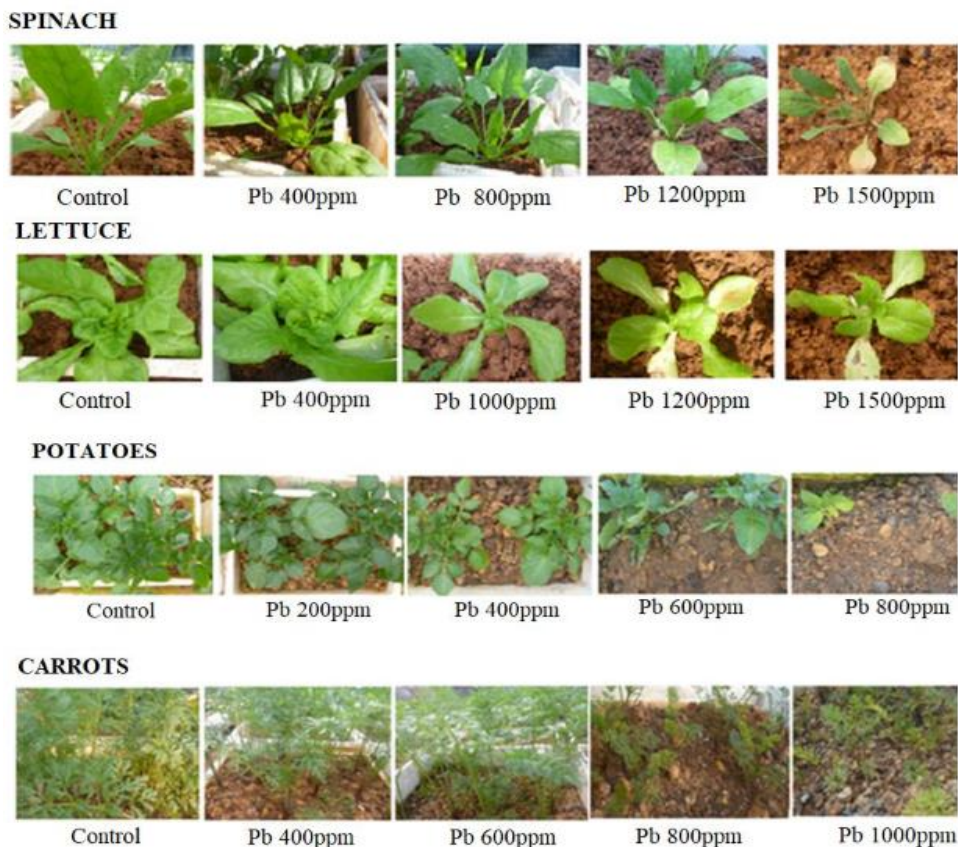 SPINACH
Control Pb 400ppm Pb 800ppm Pb 1200ppm Pb 1500ppm
LETTUCE
Control Pb 400ppm Pb 1000ppm Pb 1200ppm Pb 1500ppm
POTATOES
Control Pb 200ppm Pb 400ppm Pb 600ppm Pb 800ppm
CARROTS
Control Pb 400ppm Pb 600ppm Pb 800ppm Pb 1000ppm